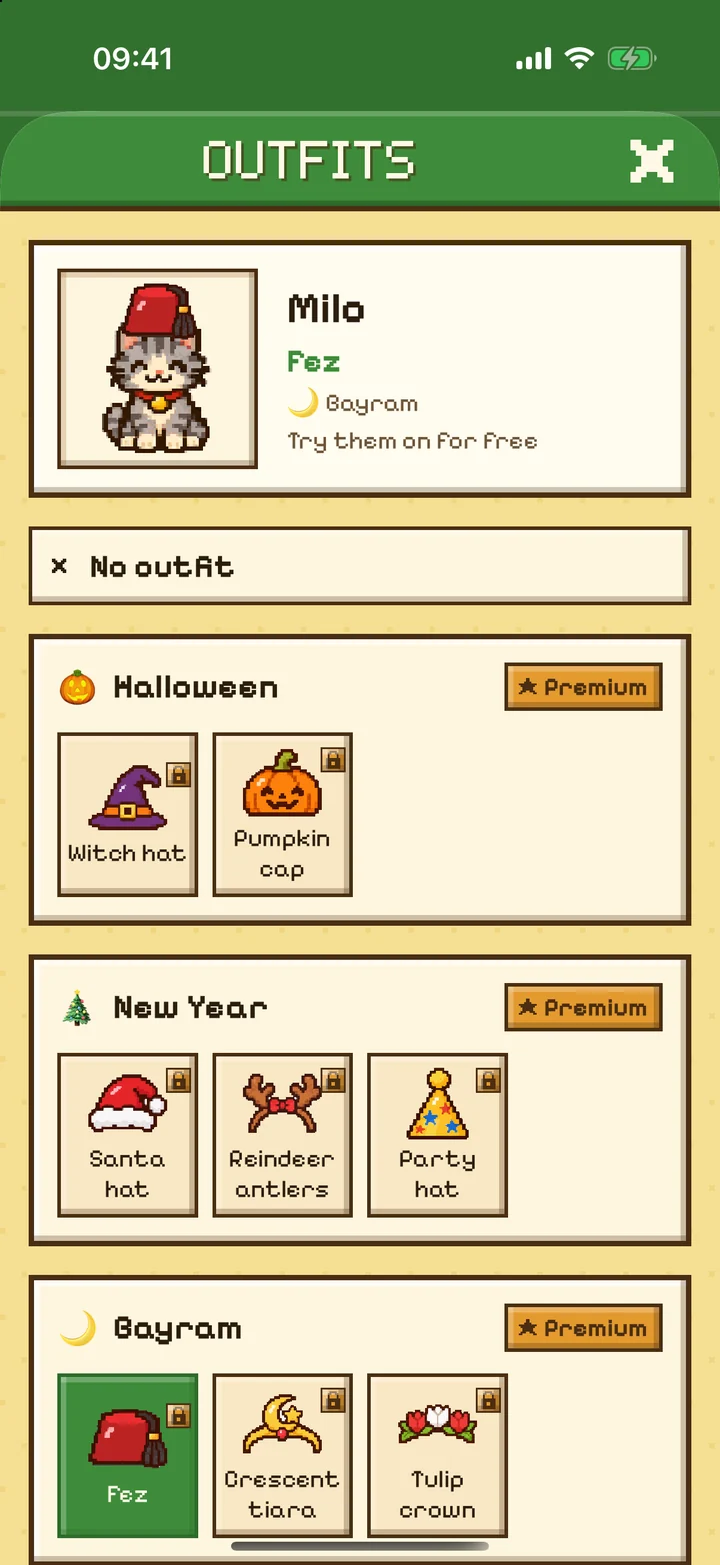 09:41
OUTFITS
Milo
Fez
🌙 Bayram
Try them on for free
× No outfit
🎃 Halloween
★ Premium
Witch hat
Pumpkin
cap
🎄 New Year
★ Premium
Santa
hat
Reindeer
antlers
Party
hat
🌙 Bayram
★ Premium
Fez
Crescent
tiara
Tulip
crown